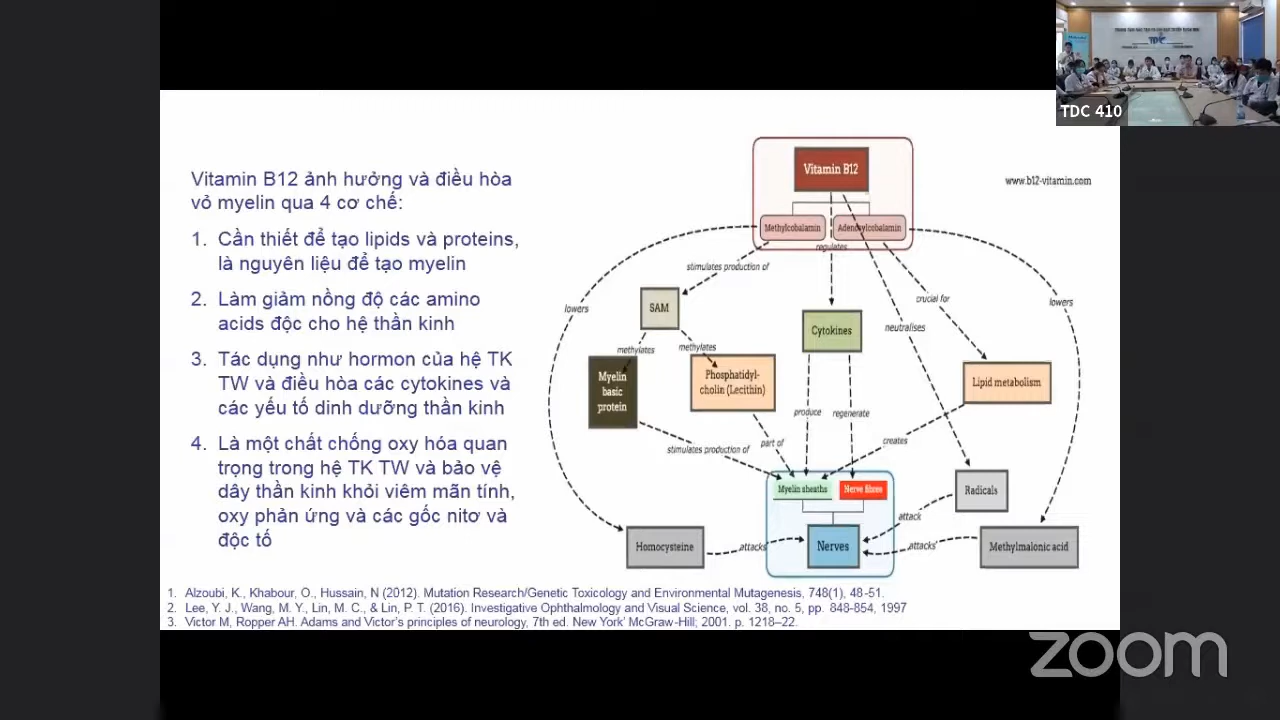 TDC 410
Vitamin B12 ảnh hưởng và điều hòa
vỏ myelin qua 4 cơ chế:
1. Cần thiết để tạo lipids và proteins,
là nguyên liệu để tạo myelin
2. Làm giảm nồng độ các amino
acids độc cho hệ thần kinh
3. Tác dụng như hormon của hệ TK
TW và điều hòa các cytokines và
các yếu tố dinh dưỡng thần kinh
4. Là một chất chống oxy hóa quan
trọng trong hệ TK TW và bảo vệ
dây thần kinh khỏi viêm mãn tính,
oxy phản ứng và các gốc nitơ và
độc tố
www.b12-vitamin.com
Vitamin B12
Methylcobalamin
Adenosylcobalamin
regulates
stimulates production of
lowers
lowers
crucial for
neutralises
SAM
Cytokines
methylates
methylates
Myelin
basic
protein
Phosphatidyl-
cholin (Lecithin)
Lipid metabolism
produce
regenerate
stimulates production of
part of
creates
Myelin sheaths
Nerve fibres
Radicals
attack
Homocysteine
attacks
Nerves
attacks
Methylmalonic acid
1. Alzoubi, K., Khabour, O., Hussain, N (2012). Mutation Research/Genetic Toxicology and Environmental Mutagenesis, 748(1), 48-51.
2. Lee, Y. J., Wang, M. Y., Lin, M. C., & Lin, P. T. (2016). Investigative Ophthalmology and Visual Science, vol. 38, no. 5, pp. 848-854, 1997
3. Victor M, Ropper AH. Adams and Victor's principles of neurology, 7th ed. New York' McGraw-Hill; 2001. p. 1218–22.
zoom